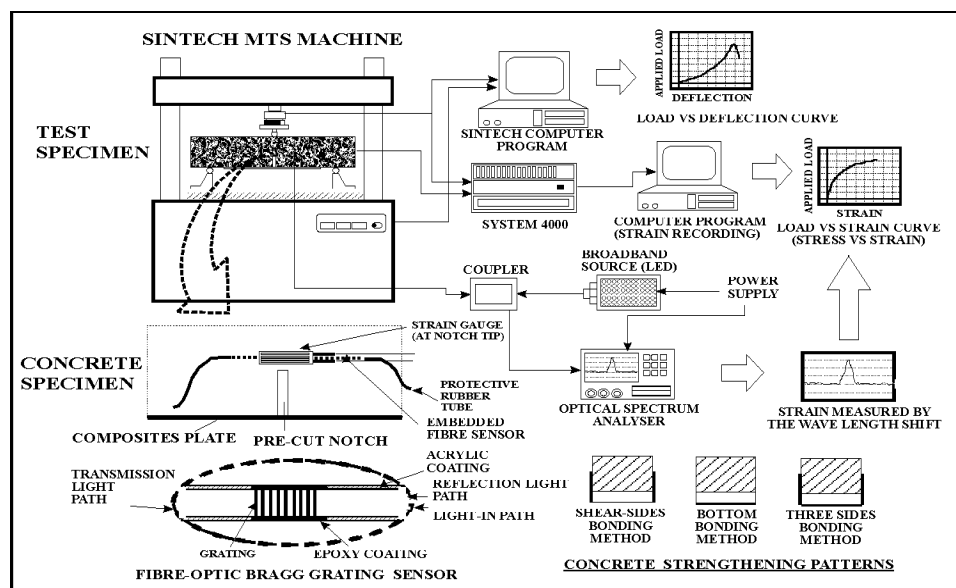 SINTECH MTS MACHINE
TEST
SPECIMEN
SINTECH COMPUTER
PROGRAM
APPLIED LOAD
DEFLECTION
LOAD VS DEFLECTION CURVE
SYSTEM 4000
COMPUTER PROGRAM
(STRAIN RECORDING)
APPLIED LOAD
STRAIN
LOAD VS STRAIN CURVE
(STRESS VS STRAIN)
COUPLER
BROADBAND
SOURCE (LED)
POWER
SUPPLY
OPTICAL SPECTRUM
ANALYSER
STRAIN MEASURED BY
THE WAVE LENGTH SHIFT
CONCRETE
SPECIMEN
STRAIN GAUGE
(AT NOTCH TIP)
PROTECTIVE
RUBBER
TUBE
EMBEDDED
FIBRE SENSOR
COMPOSITES PLATE
PRE-CUT NOTCH
TRANSMISSION
LIGHT
PATH
ACRYLIC
COATING
REFLECTION LIGHT
PATH
LIGHT-IN PATH
GRATING
EPOXY COATING
FIBRE-OPTIC BRAGG GRATING SENSOR
SHEAR-SIDES
BONDING
METHOD
BOTTOM
BONDING
METHOD
THREE SIDES
BONDING
METHOD
CONCRETE STRENGTHENING PATTERNS